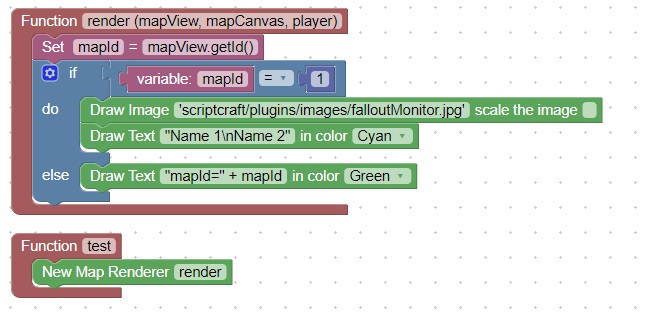 Function render (mapView, mapCanvas, player)
Set mapId = mapView.getId()
if variable: mapId = 1
do Draw Image 'scriptcraft/plugins/images/falloutMonitor.jpg' scale the image
Draw Text "Name 1\nName 2" in color Cyan
else Draw Text "mapId=" + mapId in color Green
Function test
New Map Renderer render